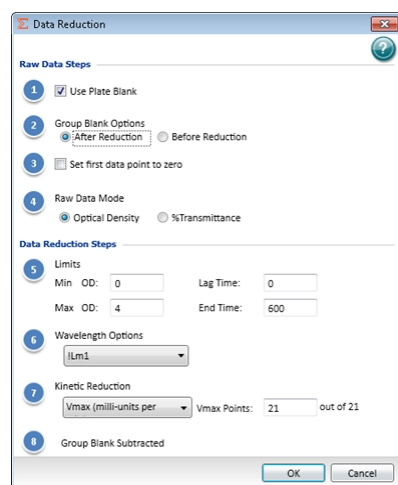 Data Reduction
?
Raw Data Steps
1 Use Plate Blank
2 Group Blank Options
After Reduction Before Reduction
3 Set first data point to zero
4 Raw Data Mode
Optical Density %Transmittance
Data Reduction Steps
5 Limits
Min OD: 0 Lag Time: 0
Max OD: 4 End Time: 600
6 Wavelength Options
!Lm1
7 Kinetic Reduction
Vmax (milli-units per Vmax Points: 21 out of 21
8 Group Blank Subtracted
OK Cancel